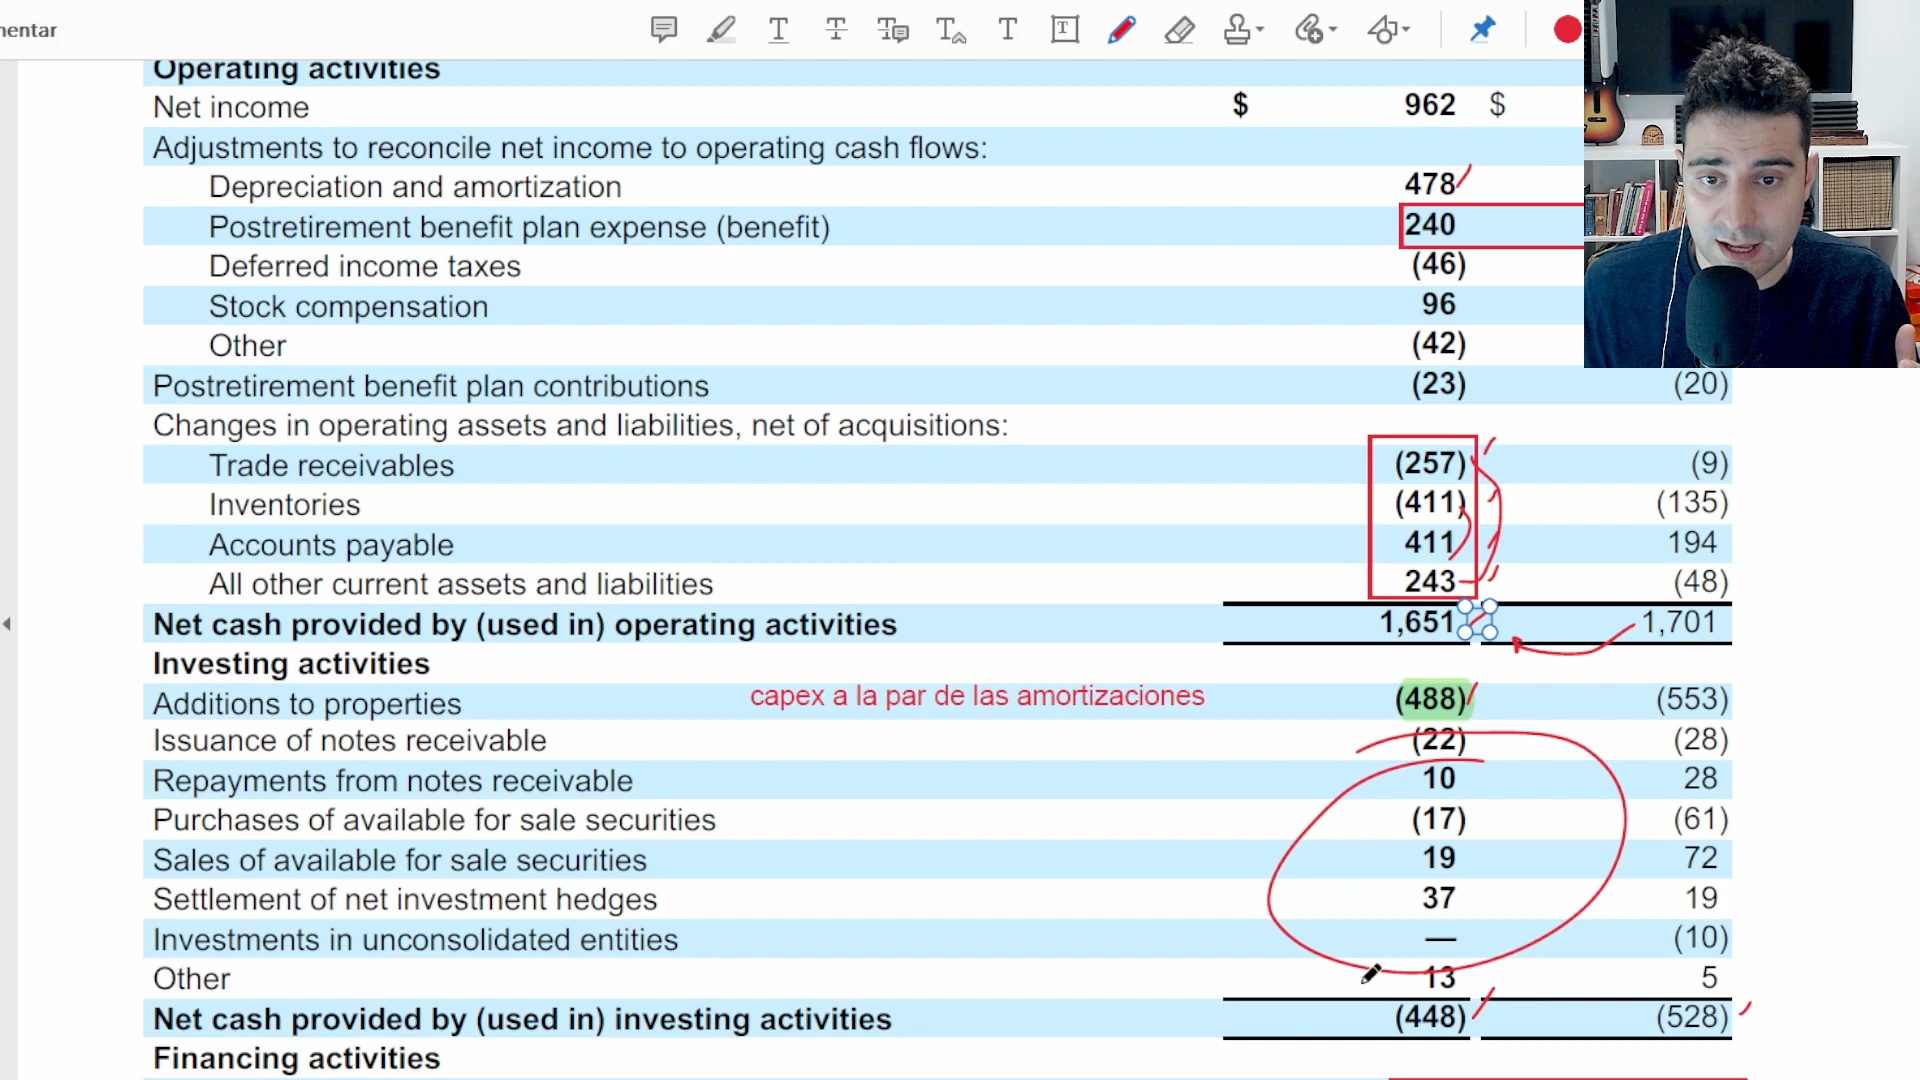 mentar
Operating activities
Net income $ 962 $
Adjustments to reconcile net income to operating cash flows:
Depreciation and amortization 478
Postretirement benefit plan expense (benefit) 240
Deferred income taxes (46)
Stock compensation 96
Other (42)
Postretirement benefit plan contributions (23) (20)
Changes in operating assets and liabilities, net of acquisitions:
Trade receivables (257) (9)
Inventories (411) (135)
Accounts payable 411 194
All other current assets and liabilities 243 (48)
Net cash provided by (used in) operating activities 1,651 1,701
Investing activities
Additions to properties capex a la par de las amortizaciones (488) (553)
Issuance of notes receivable (22) (28)
Repayments from notes receivable 10 28
Purchases of available for sale securities (17) (61)
Sales of available for sale securities 19 72
Settlement of net investment hedges 37 19
Investments in unconsolidated entities — (10)
Other 13 5
Net cash provided by (used in) investing activities (448) (528)
Financing activities